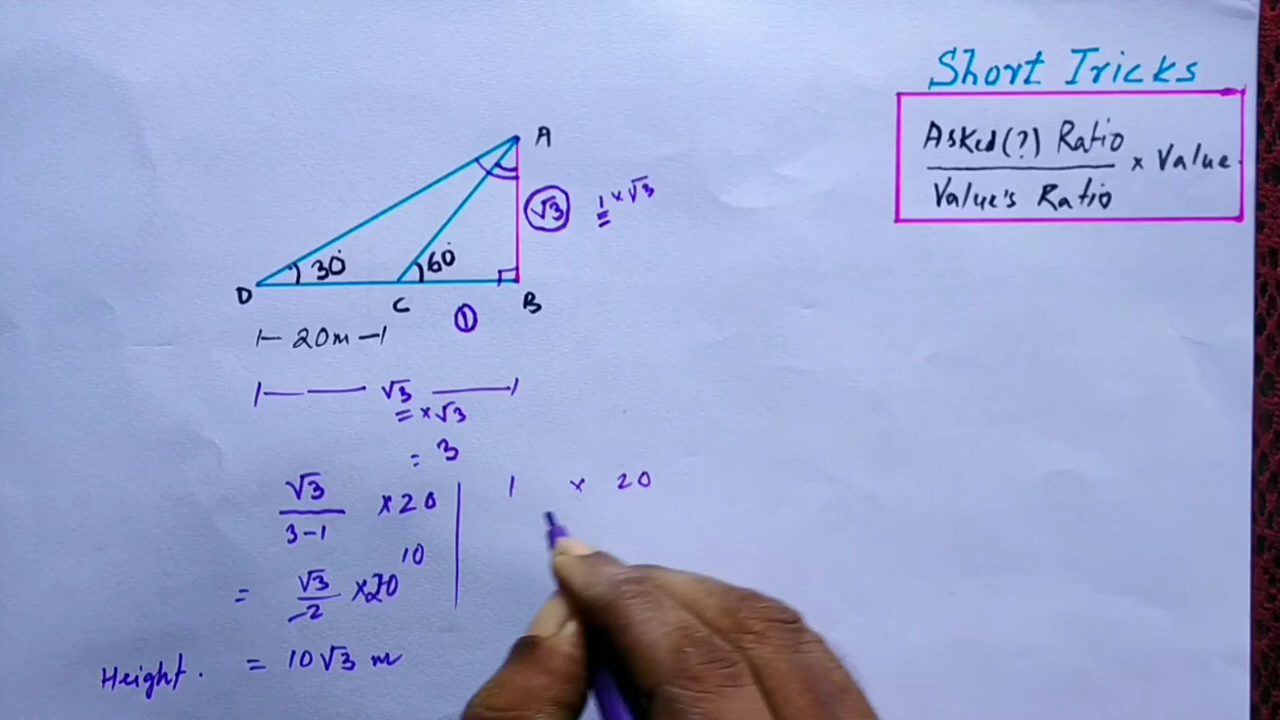 Short Tricks
Asked(?) Ratio
Value's Ratio
× Value
A
√3
1 × √3
30°
60°
D
C
B
1
20m
√3
= × √3
= 3
√3
3-1
× 20
1 × 20
= √3
2
× 20
10
Height. = 10√3 m